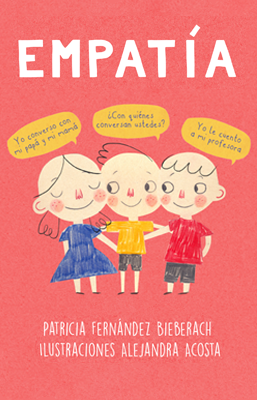 EMPATÍA
Yo converso con
mi papá y mi mamá
¿Con quiénes
conversan ustedes?
Yo le cuento
a mi profesora
PATRICIA FERNÁNDEZ BIEBERACH
ILUSTRACIONES ALEJANDRA ACOSTA